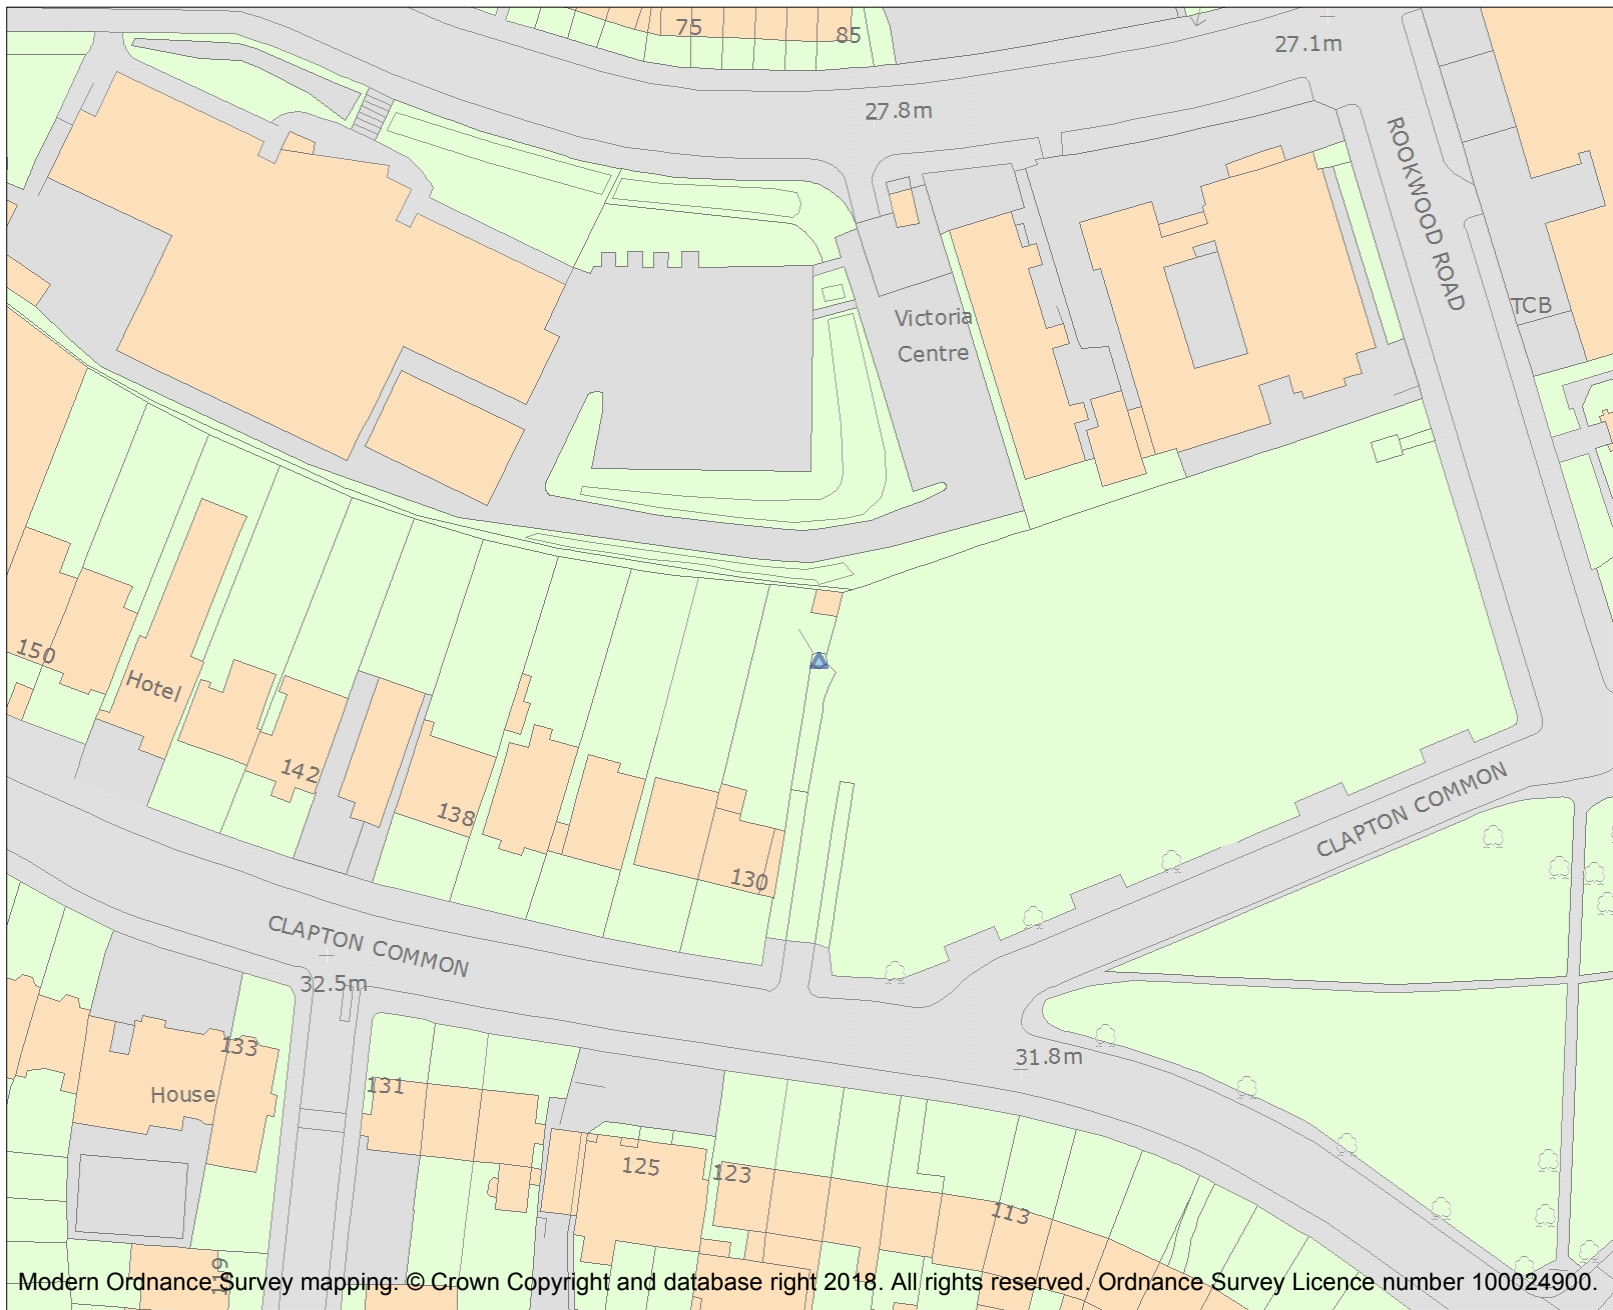 75
85
27.1m
27.8m
ROOKWOOD ROAD
TCB
Victoria
Centre
150
Hotel
142
138
130
CLAPTON COMMON
CLAPTON COMMON
32.5m
31.8m
133
House
131
125
123
113
119
Modern Ordnance Survey mapping: © Crown Copyright and database right 2018. All rights reserved. Ordnance Survey Licence number 100024900.